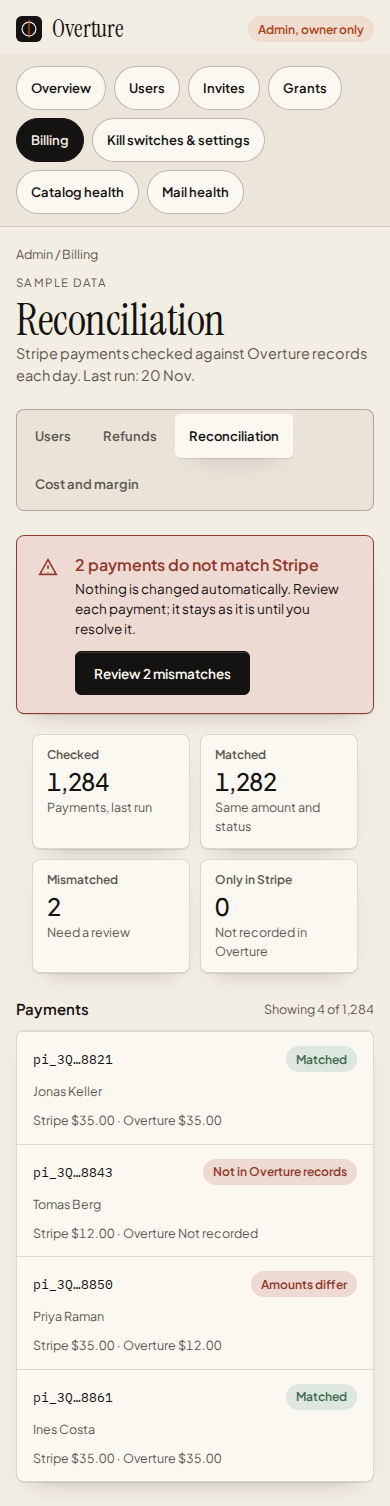 Overture
Admin, owner only
Overview
Users
Invites
Grants
Billing
Kill switches & settings
Catalog health
Mail health
Admin / Billing
SAMPLE DATA
Reconciliation
Stripe payments checked against Overture records
each day. Last run: 20 Nov.
Users
Refunds
Reconciliation
Cost and margin
2 payments do not match Stripe
Nothing is changed automatically. Review
each payment; it stays as it is until you
resolve it.
Review 2 mismatches
Checked
1,284
Payments, last run
Matched
1,282
Same amount and
status
Mismatched
2
Need a review
Only in Stripe
0
Not recorded in
Overture
Payments
Showing 4 of 1,284
pi_3Q…8821
Matched
Jonas Keller
Stripe $35.00 · Overture $35.00
pi_3Q…8843
Not in Overture records
Tomas Berg
Stripe $12.00 · Overture Not recorded
pi_3Q…8850
Amounts differ
Priya Raman
Stripe $35.00 · Overture $12.00
pi_3Q…8861
Matched
Ines Costa
Stripe $35.00 · Overture $35.00